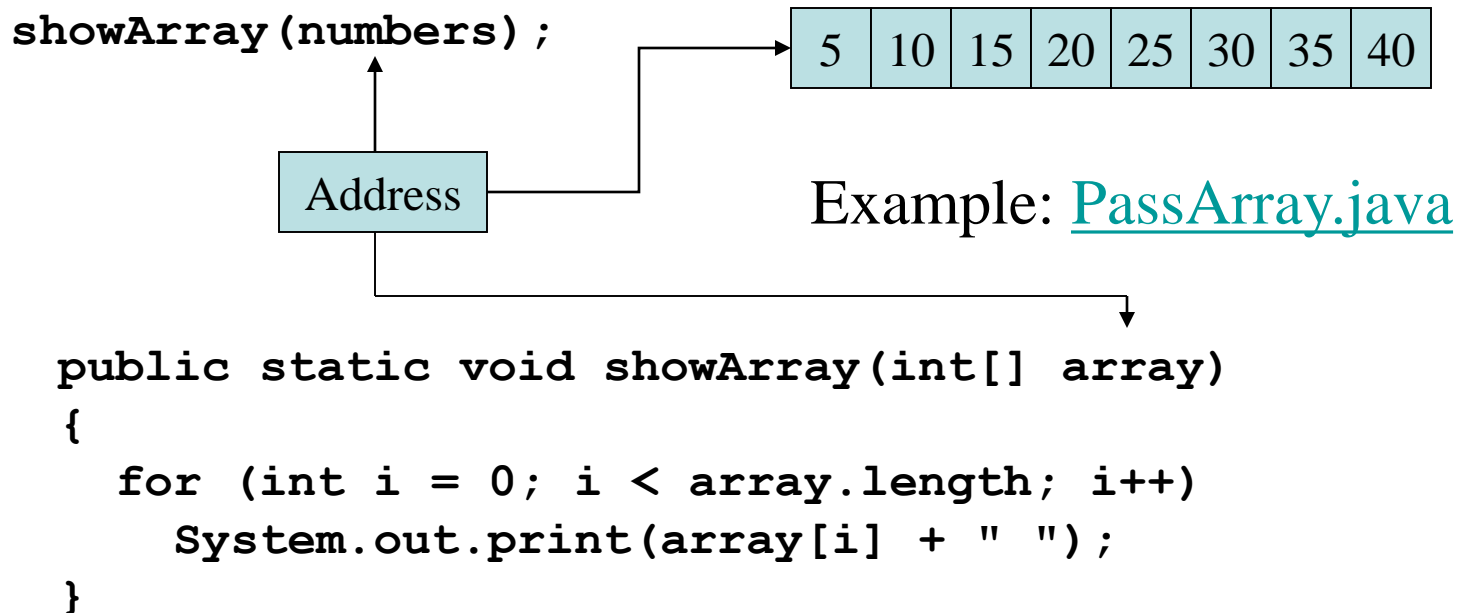 showArray(numbers);
5 10 15 20 25 30 35 40
Address
Example: PassArray.java
public static void showArray(int[] array)
{
for (int i = 0; i < array.length; i++)
System.out.print(array[i] + " ");
}